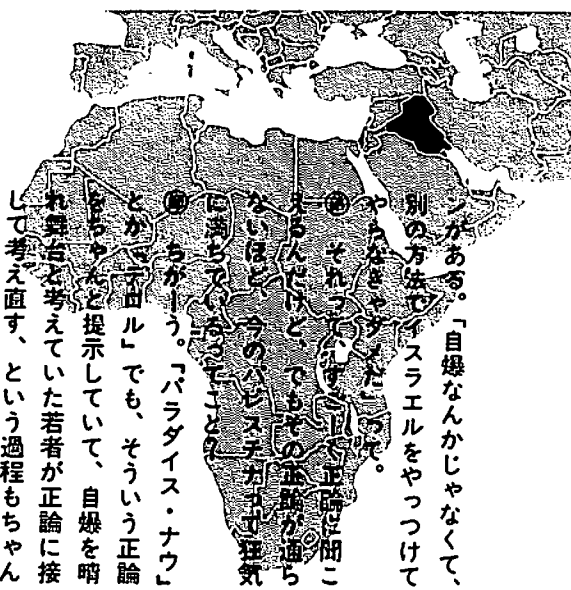 ンがある。「自爆なんかじゃなくて、
別の方法でイスラエルをやっつけて
やらなきゃダメだ」って。
それって、すごーく正論に聞こ
えるんだけど、でもその正論が通ら
ないほど、今のパレスチナって狂気
に満ちているってこと?
ちがーう。「パラダイス・ナウ」
とか「テロル」でも、そういう正論
をちゃんと提示していて、自爆を晴
れ舞台と考えていた若者が正論に接
して考え直す、という過程もちゃん